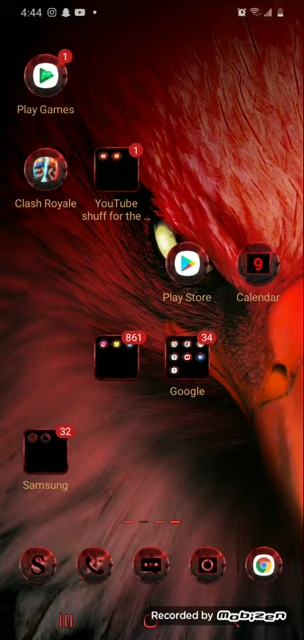 4:44
1
Play Games
1
Clash Royale
YouTube
shuff for the ...
Play Store
9
Calendar
861
34
Google
32
Samsung
S
Recorded by Mobizen